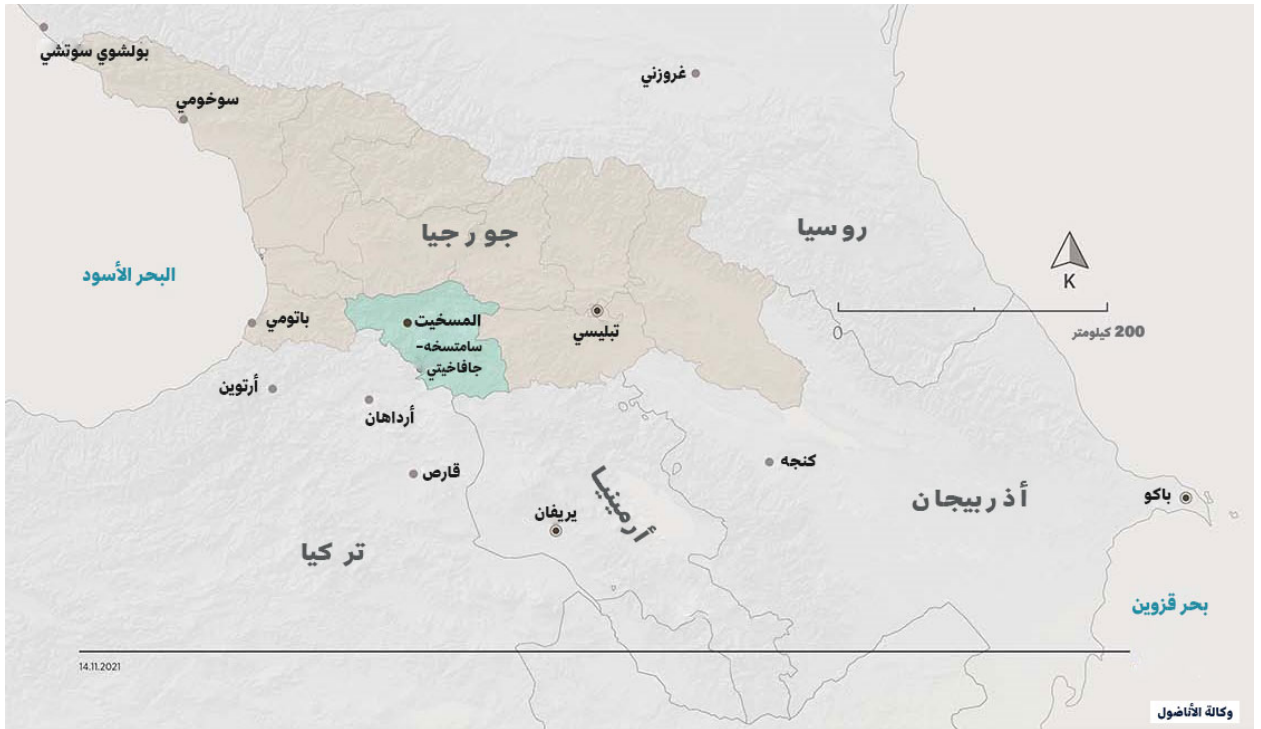 بولشوي سوتشي
غروزني
سوخومي
روسيا
جورجيا
K
البحر الأسود
0
200 كيلومتر
باتومي
المسخيت
سامتسخه-
جافاخيتي
تبليسي
أرتوين
أرداهان
قارص
كنجه
أرمينيا
أذربيجان
باكو
يريفان
تركيا
بحر قزوين
14.11.2021
وكالة الأناضول